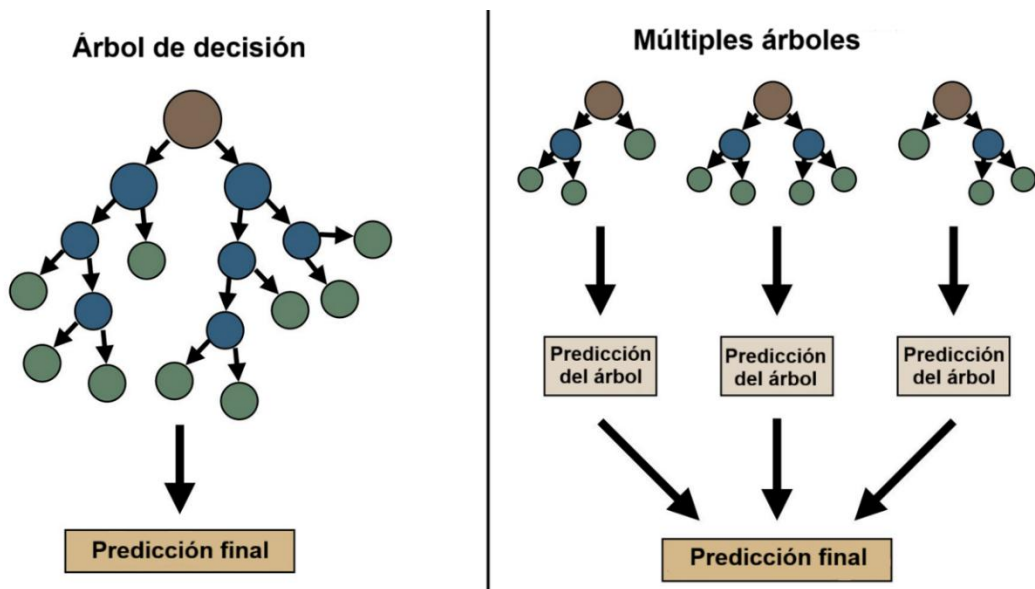 Árbol de decisión
Predicción final
Múltiples árboles
Predicción
del árbol
Predicción
del árbol
Predicción
del árbol
Predicción final